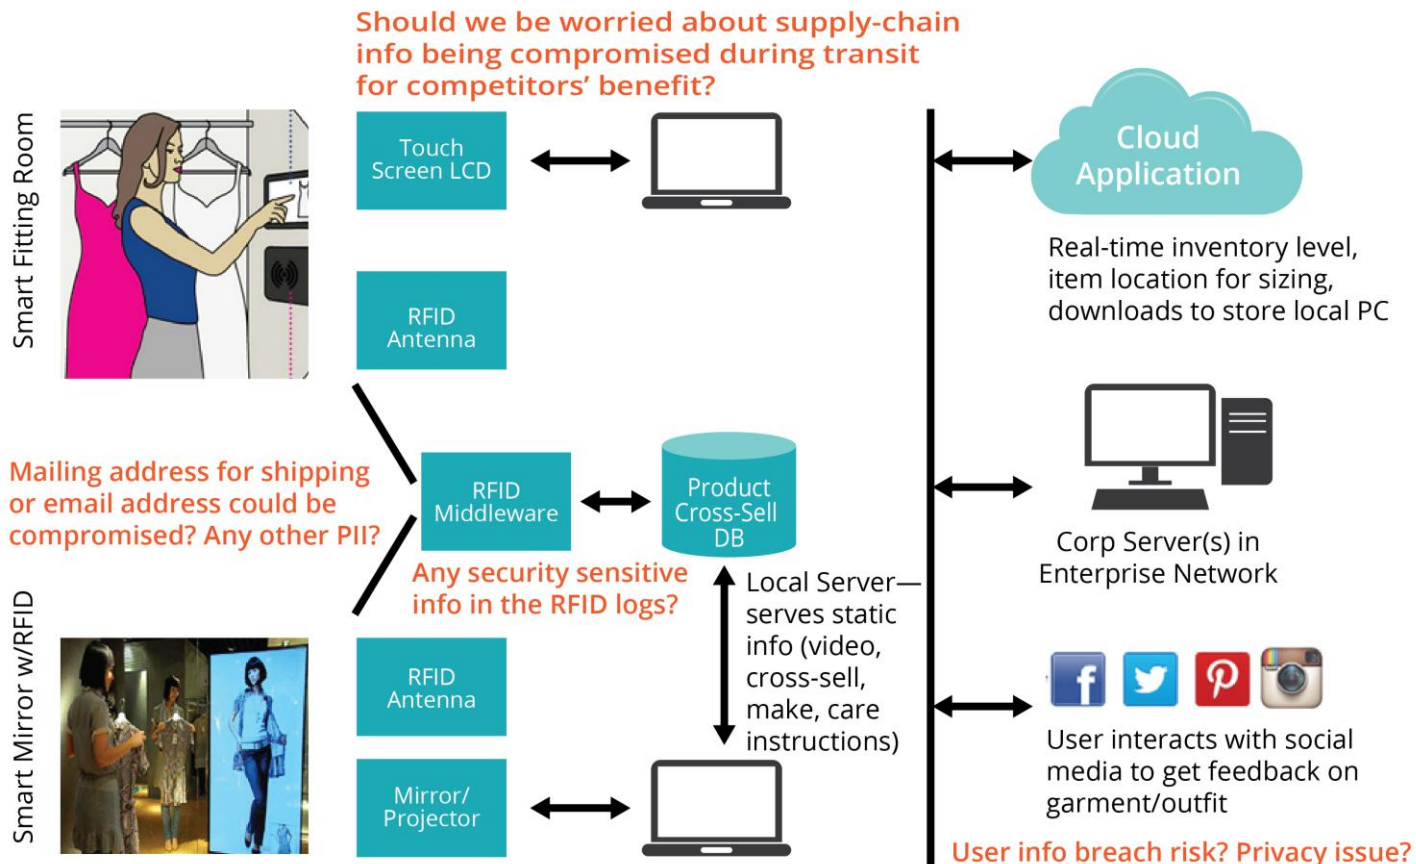 Should we be worried about supply-chain
info being compromised during transit
for competitors’ benefit?
Smart Fitting Room
Touch
Screen LCD
Cloud
Application
Real-time inventory level,
item location for sizing,
downloads to store local PC
RFID
Antenna
Mailing address for shipping
or email address could be
compromised? Any other PII?
RFID
Middleware
Product
Cross-Sell
DB
Corp Server(s) in
Enterprise Network
Any security sensitive
info in the RFID logs?
Local Server—
serves static
info (video,
cross-sell,
make, care
instructions)
Smart Mirror w/RFID
RFID
Antenna
Mirror/
Projector
User interacts with social
media to get feedback on
garment/outfit
User info breach risk? Privacy issue?